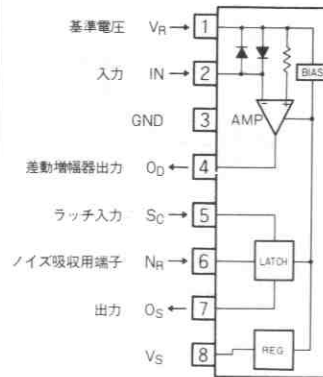 基準電圧 VR 1
入力 IN → 2
BIAS
GND 3
AMP
− +
差動増幅器出力 OD ← 4
ラッチ入力 SC → 5
ノイズ吸収用端子 NR → 6
LATCH
出力 OS ← 7
VS 8
REG.